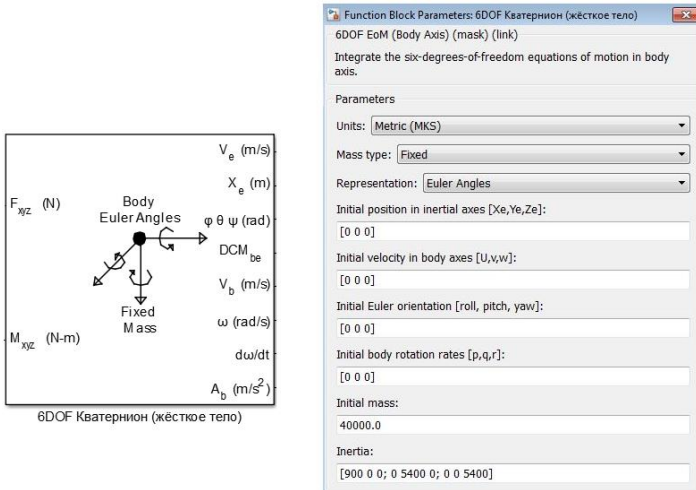 V_e (m/s)
X_e (m)
F_xyz (N)
Body
Euler Angles
φ θ ψ (rad)
DCM_be
V_b (m/s)
Fixed
Mass
ω (rad/s)
M_xyz (N-m)
dω/dt
A_b (m/s²)
6DOF Кватернион (жёсткое тело)
Function Block Parameters: 6DOF Кватернион (жёсткое тело)
6DOF EoM (Body Axis) (mask) (link)
Integrate the six-degrees-of-freedom equations of motion in body
axis.
Parameters
Units: Metric (MKS)
Mass type: Fixed
Representation: Euler Angles
Initial position in inertial axes [Xe,Ye,Ze]:
[0 0 0]
Initial velocity in body axes [U,v,w]:
[0 0 0]
Initial Euler orientation [roll, pitch, yaw]:
[0 0 0]
Initial body rotation rates [p,q,r]:
[0 0 0]
Initial mass:
40000.0
Inertia:
[900 0 0; 0 5400 0; 0 0 5400]